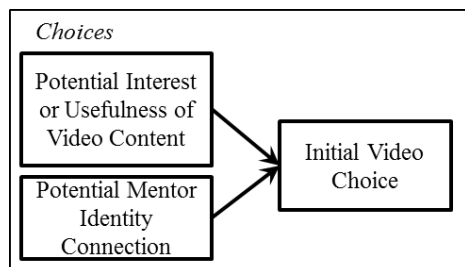 Choices
Potential Interest
or Usefulness of
Video Content
Initial Video
Choice
Potential Mentor
Identity
Connection